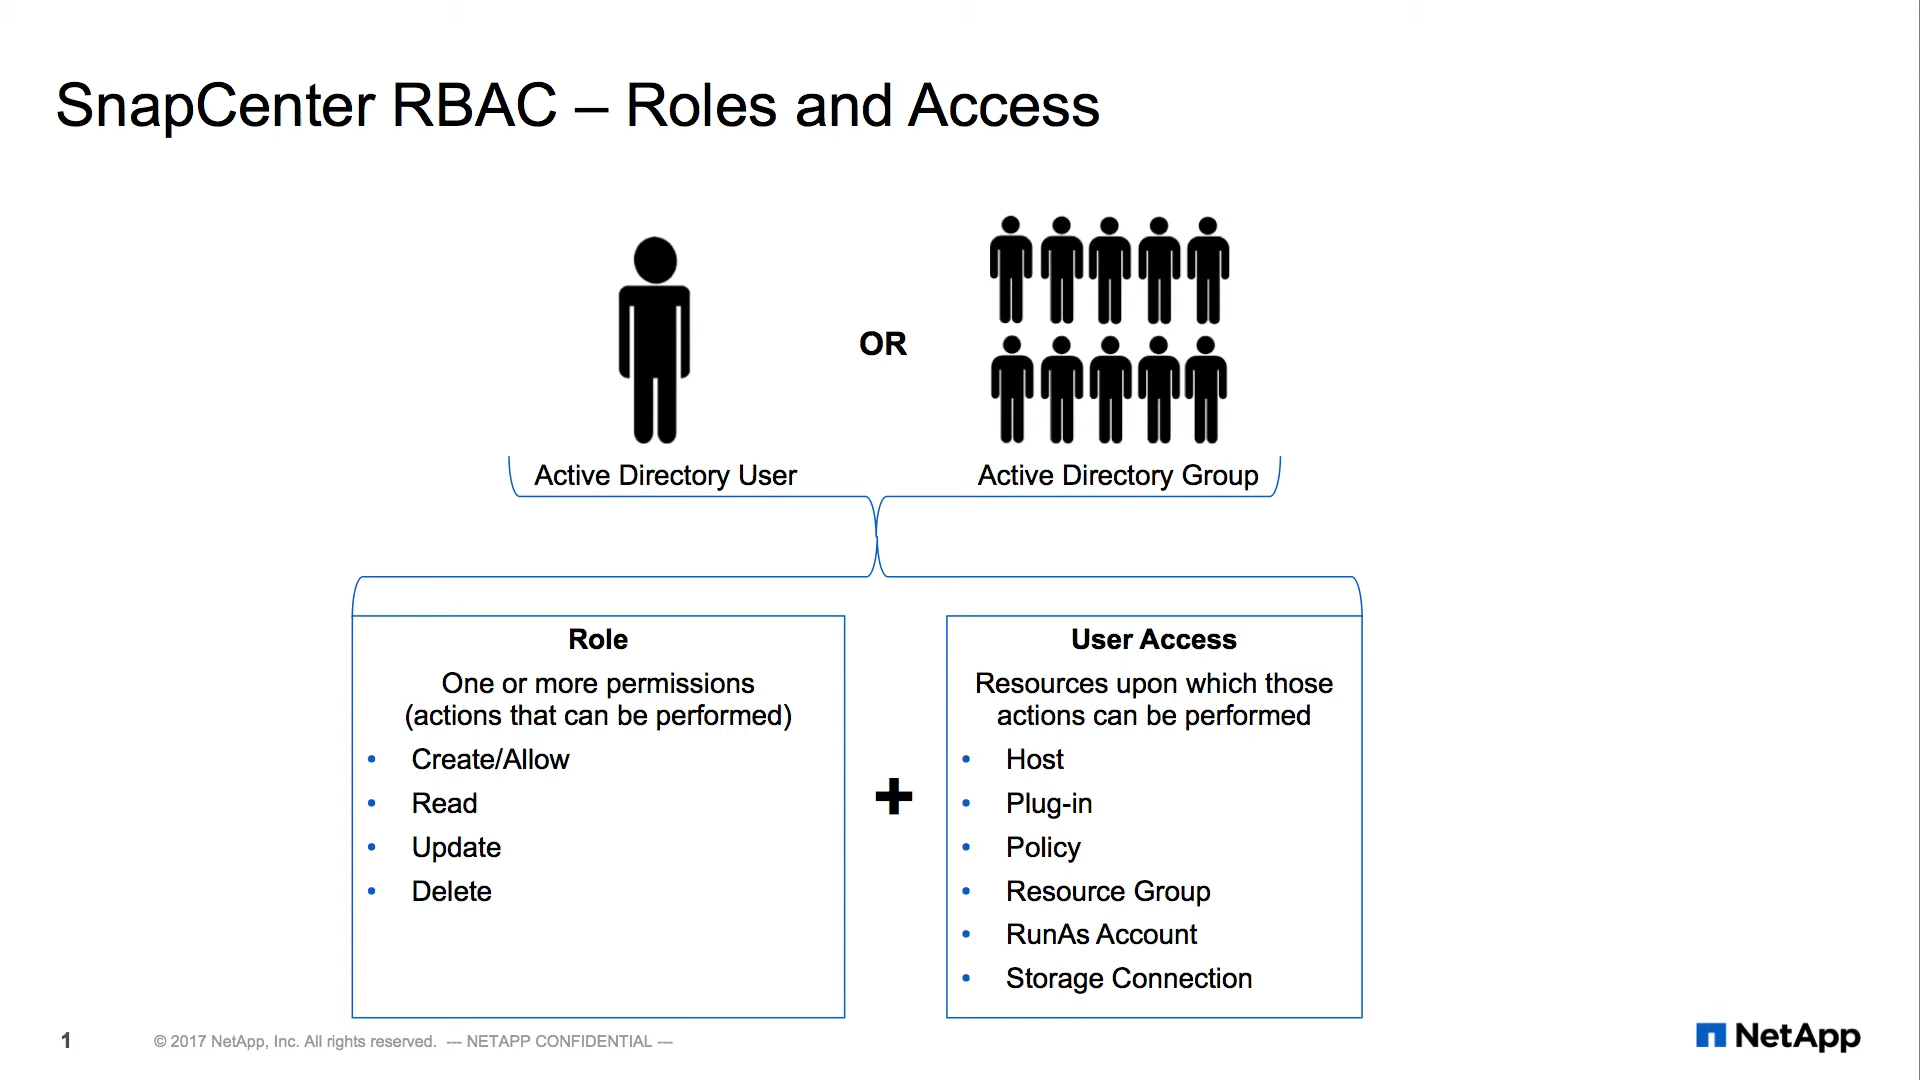 SnapCenter RBAC – Roles and Access
OR
Active Directory User
Active Directory Group
Role
One or more permissions
(actions that can be performed)
• Create/Allow
• Read
• Update
• Delete
+
User Access
Resources upon which those
actions can be performed
• Host
• Plug-in
• Policy
• Resource Group
• RunAs Account
• Storage Connection
1
© 2017 NetApp, Inc. All rights reserved. --- NETAPP CONFIDENTIAL ---
NetApp